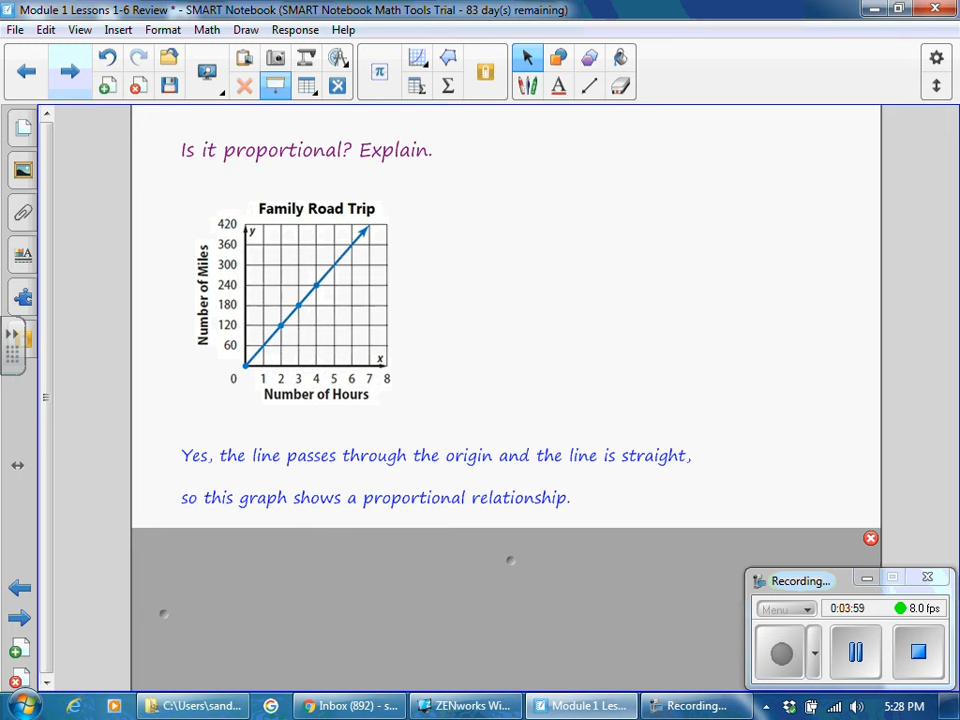 Module 1 Lessons 1-6 Review * - SMART Notebook (SMART Notebook Math Tools Trial - 83 day(s) remaining)
File Edit View Insert Format Math Draw Response Help
Is it proportional? Explain.
Family Road Trip
Number of Miles
420
360
300
240
180
120
60
y
x
0 1 2 3 4 5 6 7 8
Number of Hours
Yes, the line passes through the origin and the line is straight,
so this graph shows a proportional relationship.
Recording...
Menu 0:03:59 8.0 fps
C:\Users\sand... Inbox (892) - s... ZENworks Wi... Module 1 Les... Recording... 5:28 PM